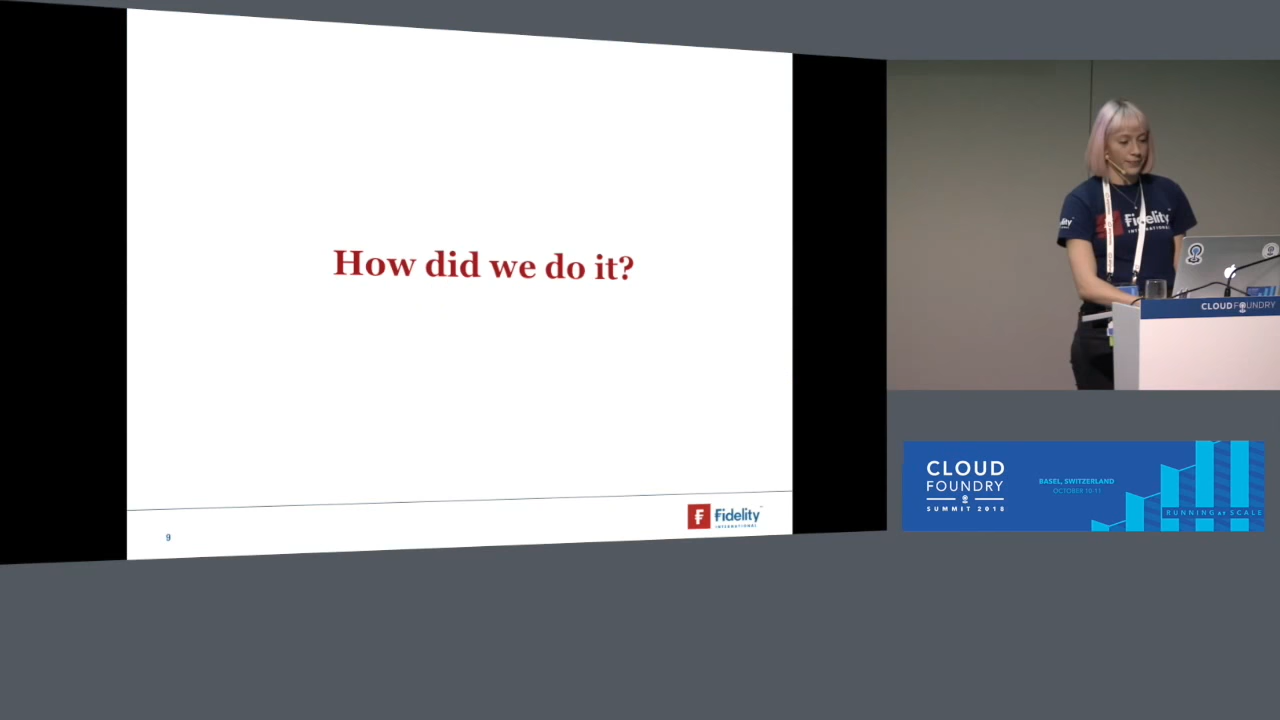 How did we do it?
9
Fidelity
INTERNATIONAL
Fidelity
INTERNATIONAL
CLOUD FOUNDRY
CLOUD
FOUNDRY
SUMMIT 2018
BASEL, SWITZERLAND
OCTOBER 10-11
RUNNING AT SCALE